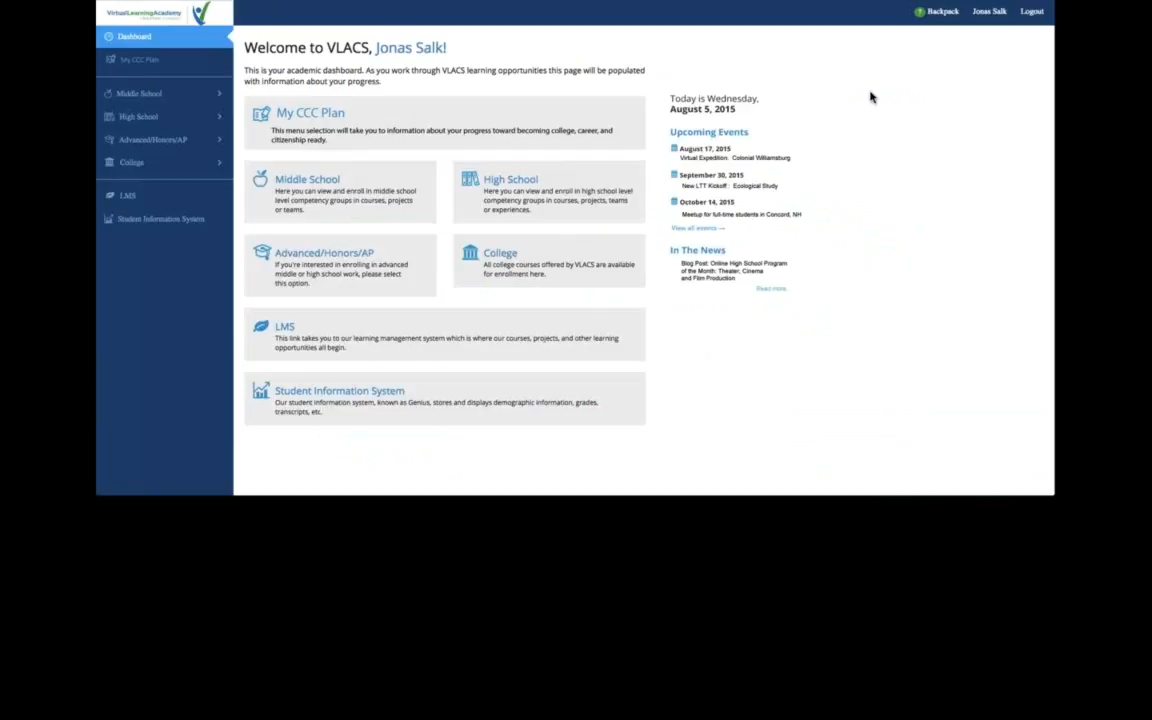 VirtualLearningAcademy
Backpack
Jonas Salk
Logout
Dashboard
My CCC Plan
Middle School
High School
Advanced/Honors/AP
College
LMS
Student Information System
Welcome to VLACS, Jonas Salk!
This is your academic dashboard. As you work through VLACS learning opportunities this page will be populated
with information about your progress.
My CCC Plan
This menu selection will take you to information about your progress toward becoming college, career, and
citizenship ready.
Middle School
Here you can view and enroll in middle school
level competency groups in courses, projects
or teams.
High School
Here you can view and enroll in high school level
competency groups in courses, projects, teams
or experiences.
Advanced/Honors/AP
If you're interested in enrolling in advanced
middle or high school work, please select
this option.
College
All college courses offered by VLACS are available
for enrollment here.
LMS
This link takes you to our learning management system which is where our courses, projects, and other learning
opportunities all begin.
Student Information System
Our student information system, known as Genius, stores and displays demographic information, grades,
transcripts, etc.
Today is Wednesday,
August 5, 2015
Upcoming Events
August 17, 2015
Virtual Expedition: Colonial Williamsburg
September 30, 2015
New LTT Kickoff : Ecological Study
October 14, 2015
Meetup for full-time students in Concord, NH
View all events →
In The News
Blog Post: Online High School Program
of the Month: Theater, Cinema
and Film Production
Read more.